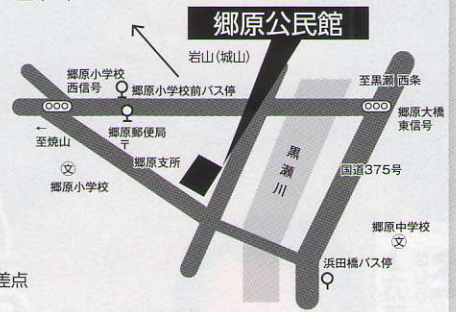 郷原公民館
岩山(城山)
郷原小学校
西信号
郷原小学校前バス停
至黒瀬 西条
郷原大橋
東信号
←
至焼山
郷原郵便局
〒
郷原支所
文
郷原小学校
黒瀬川
国道375号
郷原中学校
文
浜田橋バス停
差点